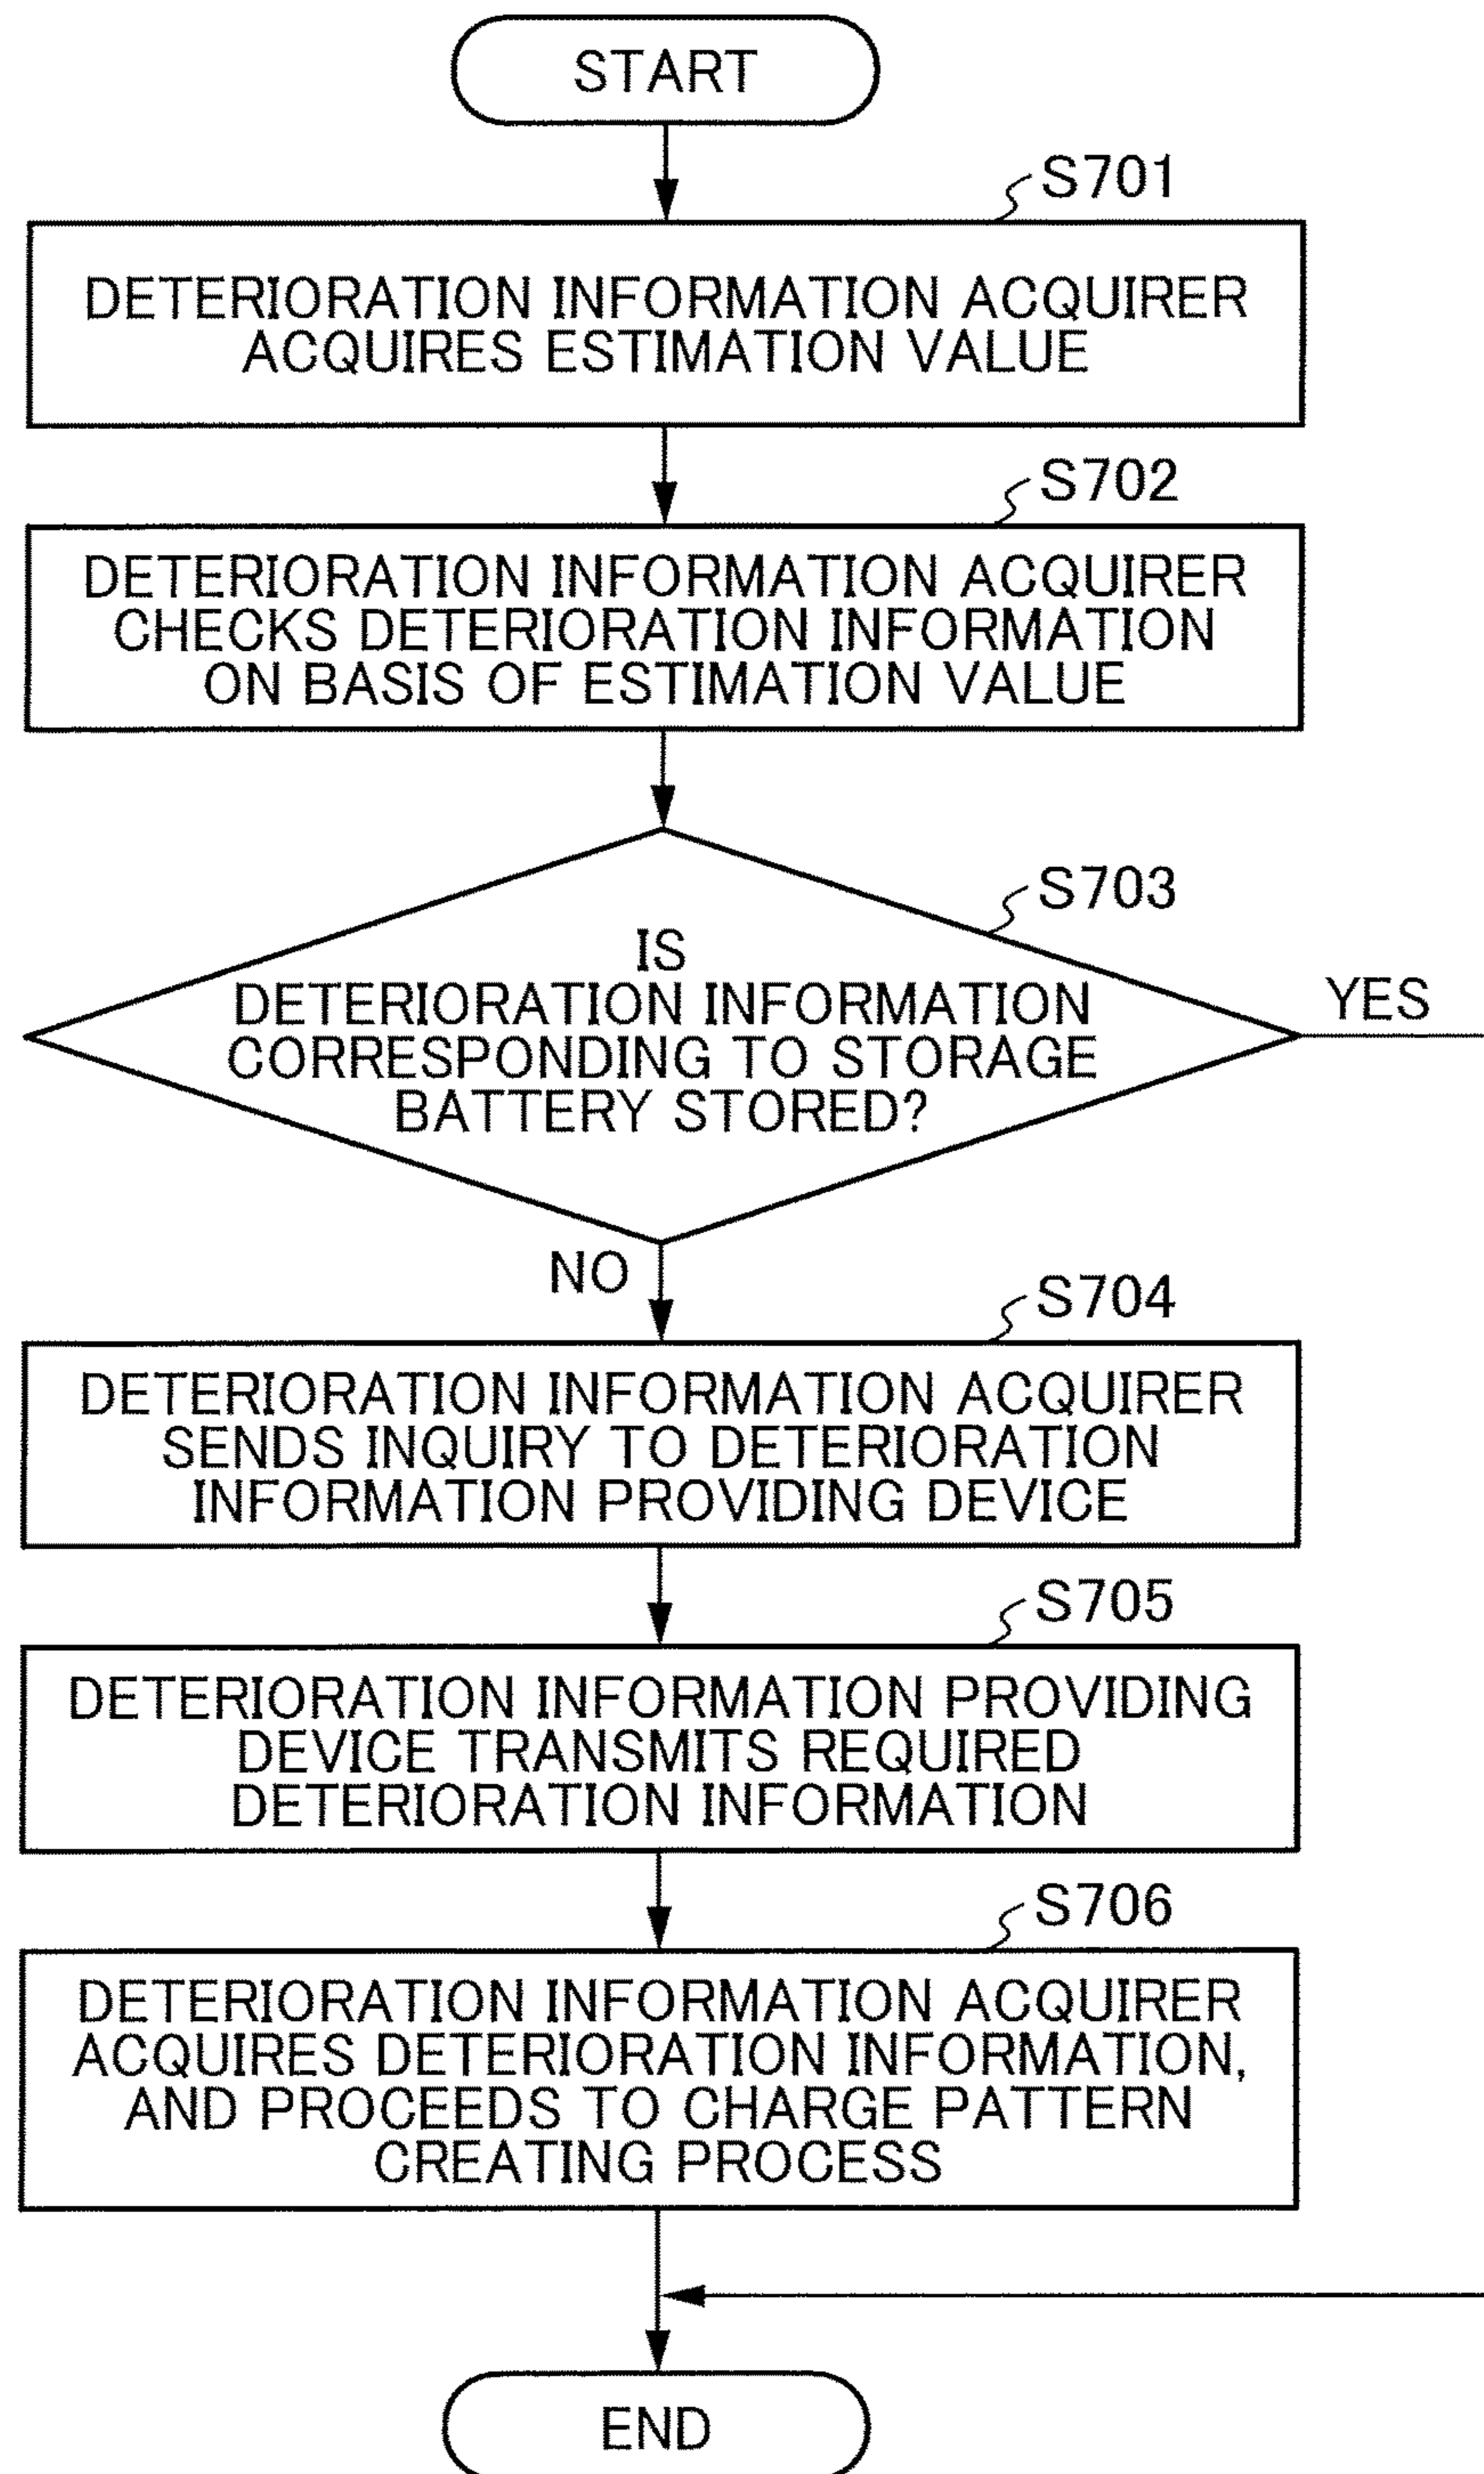 START
S701
DETERIORATION INFORMATION ACQUIRER
ACQUIRES ESTIMATION VALUE
S702
DETERIORATION INFORMATION ACQUIRER
CHECKS DETERIORATION INFORMATION
ON BASIS OF ESTIMATION VALUE
S703
IS
DETERIORATION INFORMATION
CORRESPONDING TO STORAGE
BATTERY STORED?
YES
NO
S704
DETERIORATION INFORMATION ACQUIRER
SENDS INQUIRY TO DETERIORATION
INFORMATION PROVIDING DEVICE
S705
DETERIORATION INFORMATION PROVIDING
DEVICE TRANSMITS REQUIRED
DETERIORATION INFORMATION
S706
DETERIORATION INFORMATION ACQUIRER
ACQUIRES DETERIORATION INFORMATION,
AND PROCEEDS TO CHARGE PATTERN
CREATING PROCESS
END